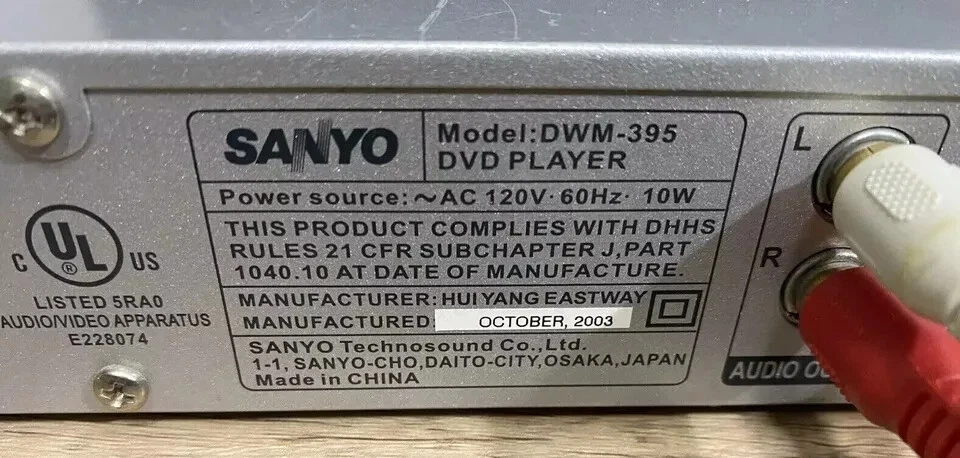 SANYO
Model:DWM-395
DVD PLAYER
Power source:~AC 120V·60Hz·10W
THIS PRODUCT COMPLIES WITH DHHS
RULES 21 CFR SUBCHAPTER J,PART
1040.10 AT DATE OF MANUFACTURE.
MANUFACTURER:HUI YANG EASTWAY
MANUFACTURED: OCTOBER, 2003
SANYO Technosound Co.,Ltd.
1-1, SANYO-CHO,DAITO-CITY,OSAKA,JAPAN
Made in CHINA
C UL ® US
LISTED 5RA0
AUDIO/VIDEO APPARATUS
E228074
L
R
AUDIO